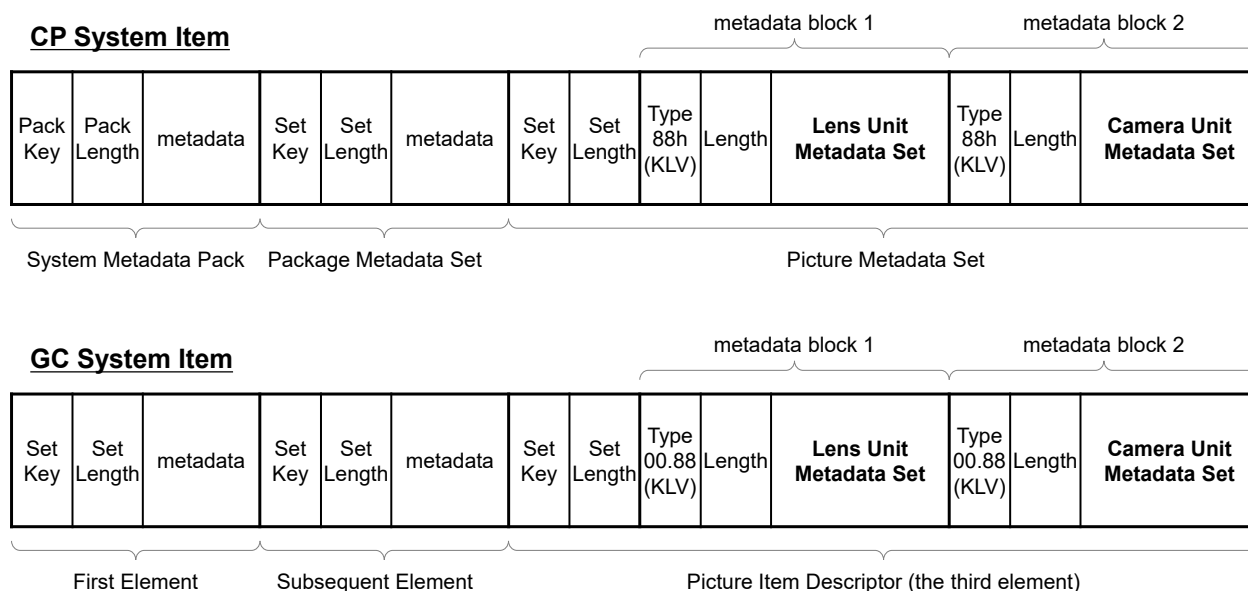 metadata block 1
metadata block 2
CP System Item
Pack
Key
Pack
Length
metadata
Set
Key
Set
Length
metadata
Set
Key
Set
Length
Type
88h
(KLV)
Length
Lens Unit
Metadata Set
Type
88h
(KLV)
Length
Camera Unit
Metadata Set
System Metadata Pack
Package Metadata Set
Picture Metadata Set
metadata block 1
metadata block 2
GC System Item
Set
Key
Set
Length
metadata
Set
Key
Set
Length
metadata
Set
Key
Set
Length
Type
00.88
(KLV)
Length
Lens Unit
Metadata Set
Type
00.88
(KLV)
Length
Camera Unit
Metadata Set
First Element
Subsequent Element
Picture Item Descriptor (the third element)